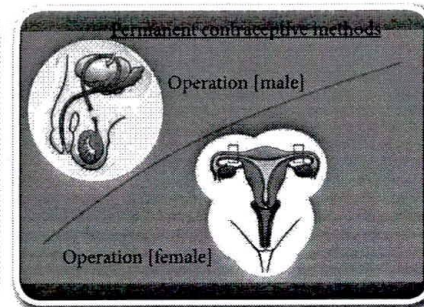 Permanent contraceptive methods
Operation [male]
Operation [female]